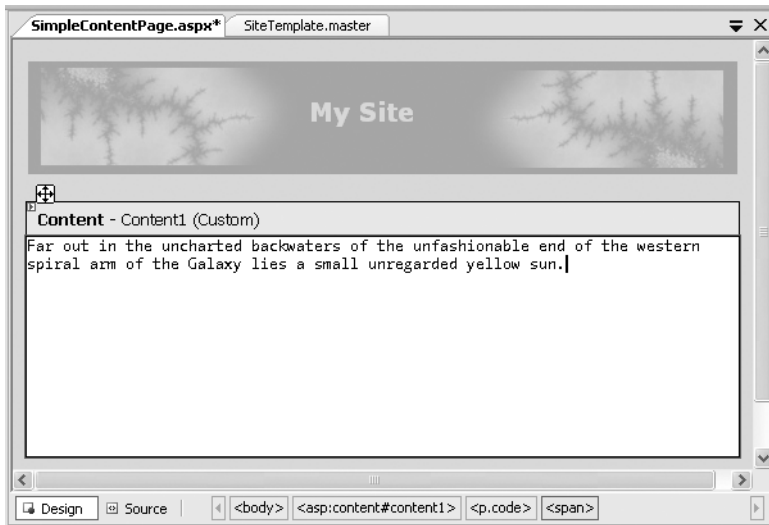 SimpleContentPage.aspx* SiteTemplate.master
My Site
Content - Content1 (Custom)
Far out in the uncharted backwaters of the unfashionable end of the western
spiral arm of the Galaxy lies a small unregarded yellow sun.
Design Source <body> <asp:content#content1> <p.code> <span>